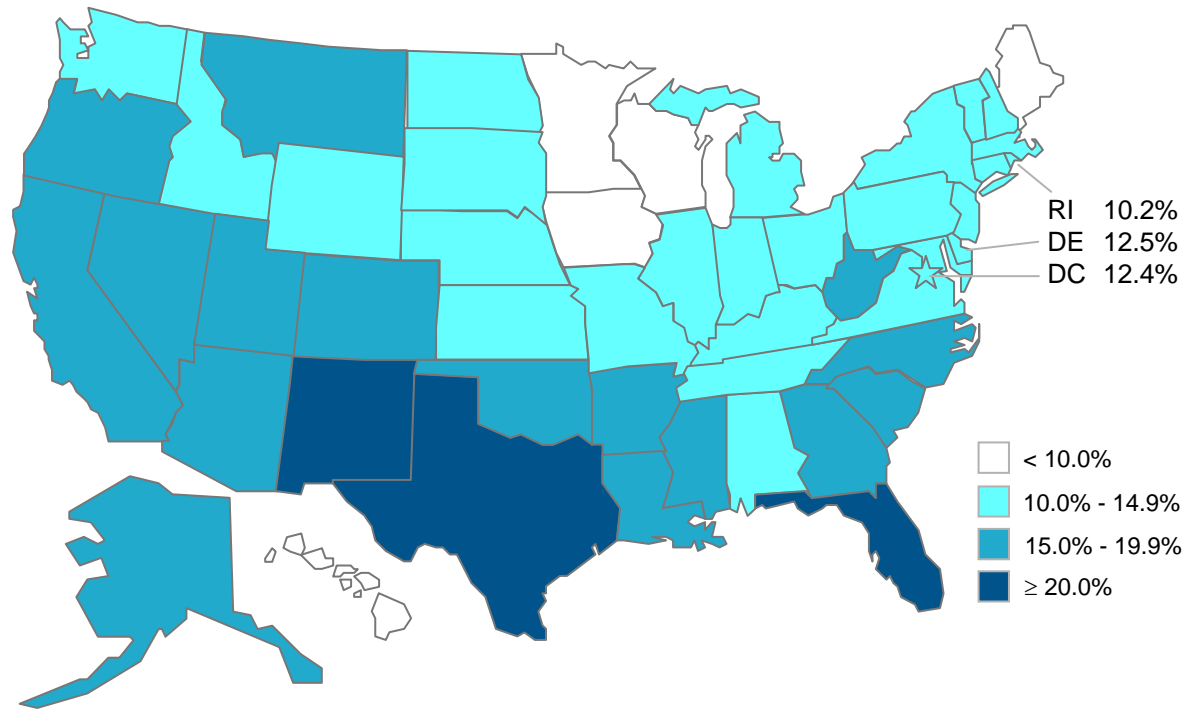 RI 10.2%
DE 12.5%
DC 12.4%
< 10.0%
10.0% - 14.9%
15.0% - 19.9%
≥ 20.0%